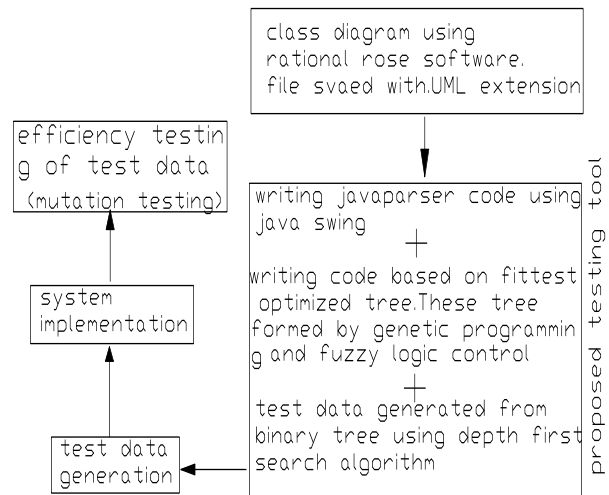 class diagram using
rational rose software.
file svaed with.UML extension
efficiency testin
g of test data
(mutation testing)
writing javaparser code using
java swing
+
writing code based on fittest
optimized tree.These tree
formed by genetic programmin
g and fuzzy logic control
+
test data generated from
binary tree using depth first
search algorithm
proposed testing tool
system
implementation
test data
generation